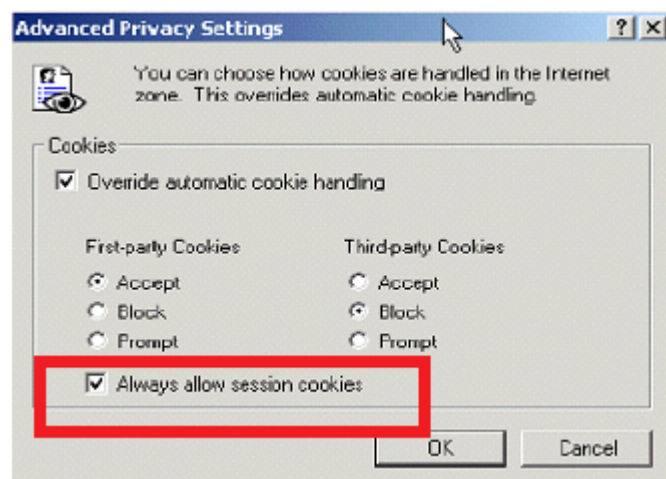 Advanced Privacy Settings
You can choose how cookies are handled in the Internet
zone. This overrides automatic cookie handling.
Cookies
Override automatic cookie handling
First-party Cookies Third-party Cookies
Accept Accept
Block Block
Prompt Prompt
Always allow session cookies
OK Cancel